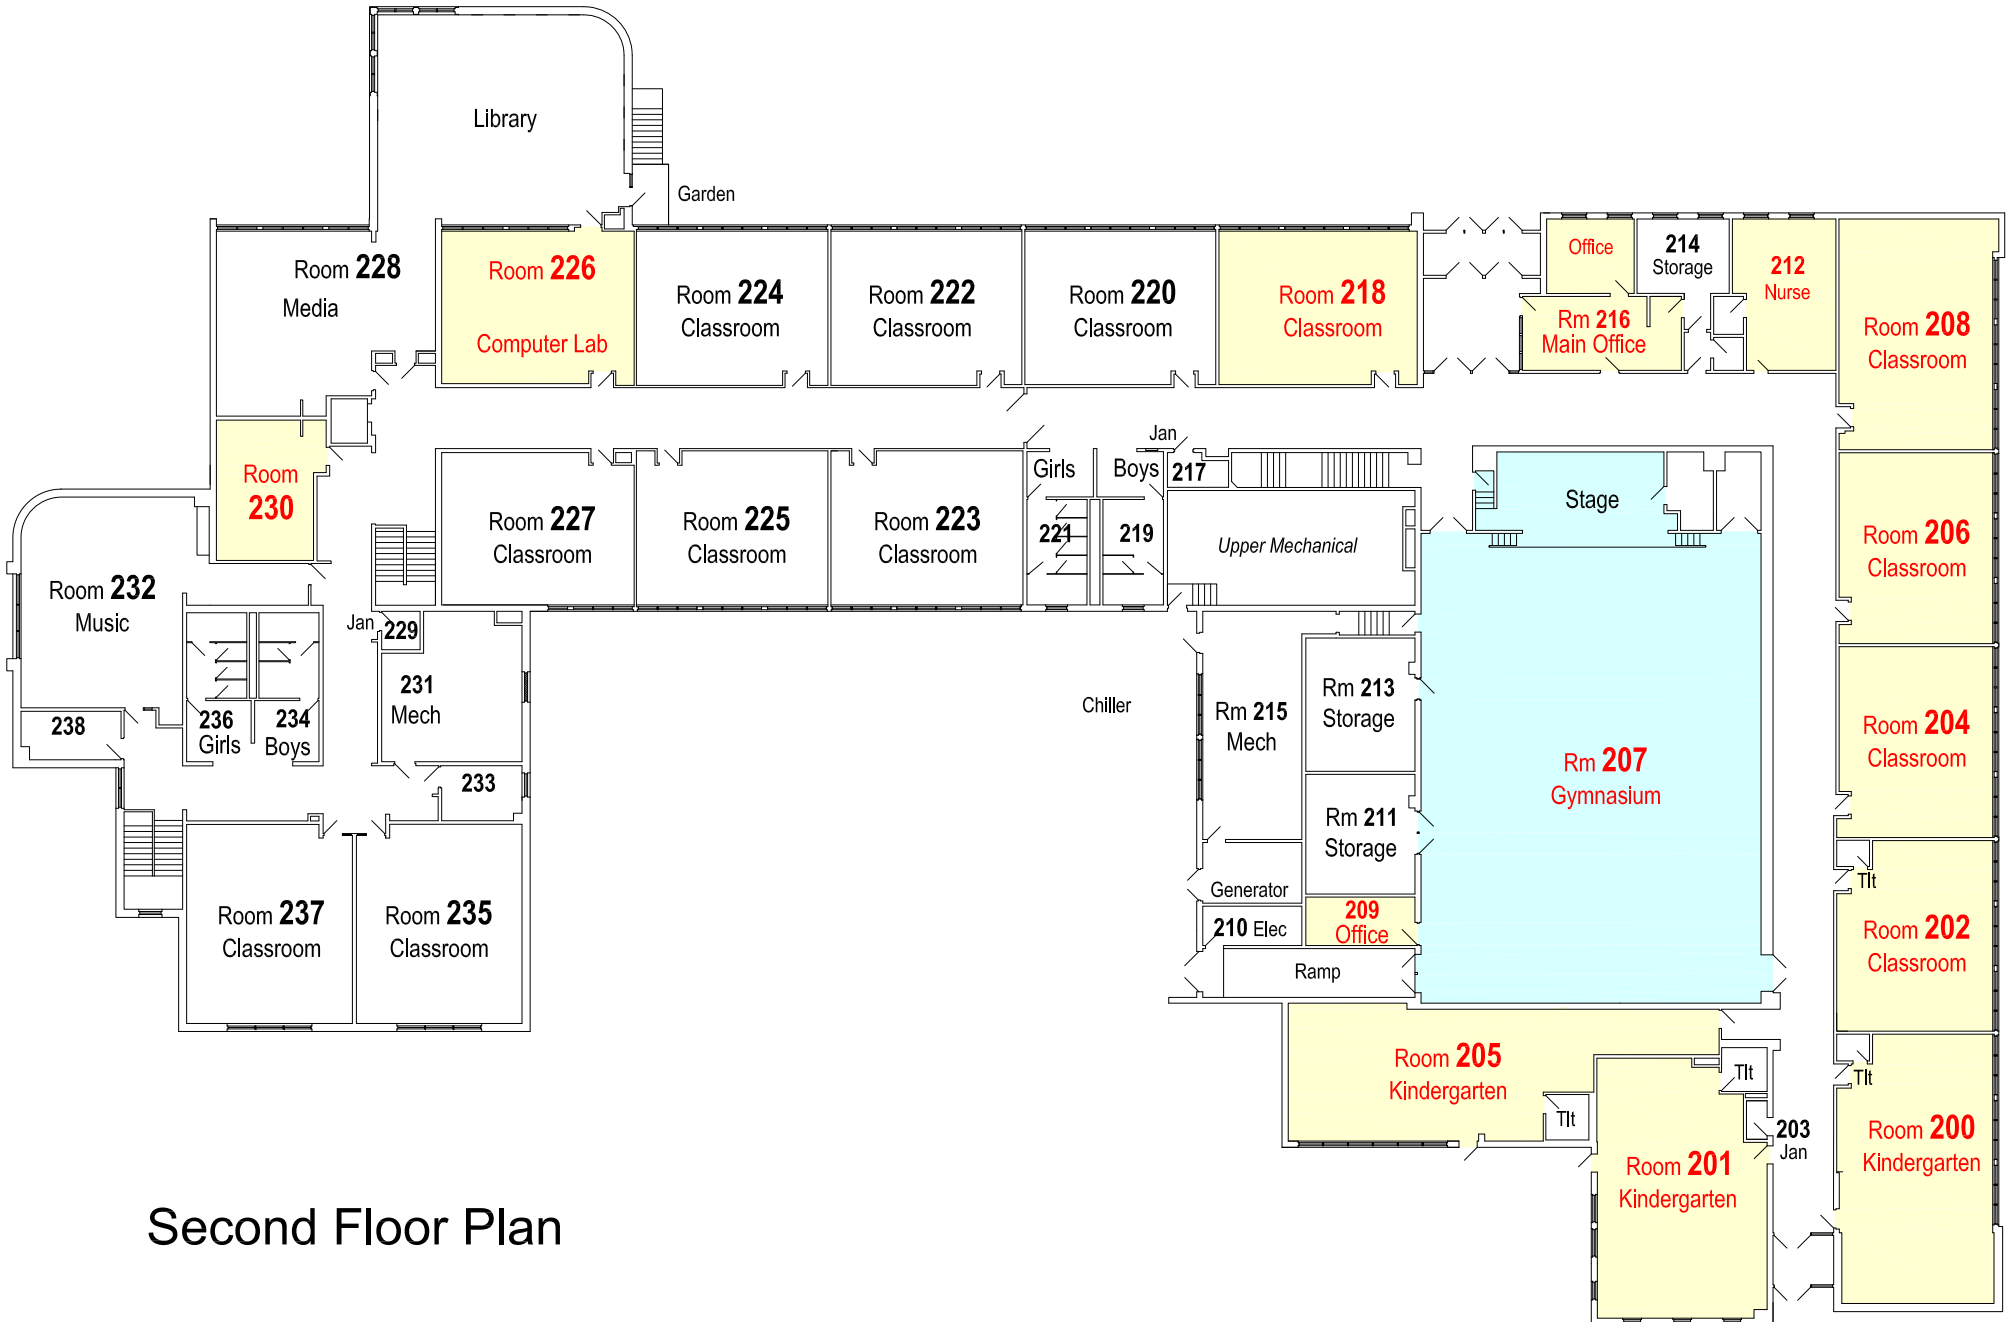 Library
Garden
Room 228
Media
Room 226
Computer Lab
Room 224
Classroom
Room 222
Classroom
Room 220
Classroom
Room 218
Classroom
Office
214
Storage
212
Nurse
Rm 216
Main Office
Room 208
Classroom
Room
230
Room 227
Classroom
Room 225
Classroom
Room 223
Classroom
Girls
221
Boys
219
Jan
217
Upper Mechanical
Stage
Room 206
Classroom
Room 232
Music
Jan
229
231
Mech
238
236
Girls
234
Boys
233
Chiller
Rm 215
Mech
Rm 213
Storage
Rm 211
Storage
Rm 207
Gymnasium
Room 204
Classroom
Room 237
Classroom
Room 235
Classroom
Generator
210 Elec
209
Office
Ramp
Tlt
Room 202
Classroom
Room 205
Kindergarten
Tlt
Tlt
Tlt
203
Jan
Room 201
Kindergarten
Room 200
Kindergarten
Second Floor Plan